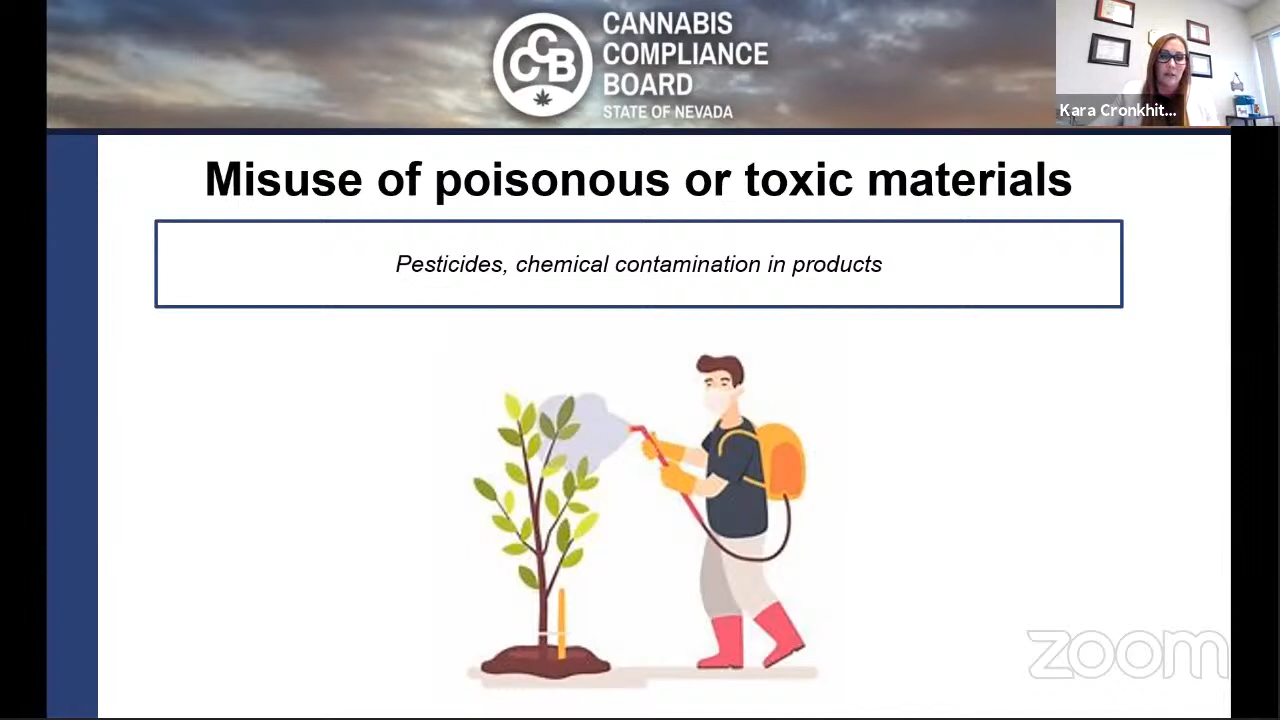 CCB
CANNABIS
COMPLIANCE
BOARD
STATE OF NEVADA
Kara Cronkhit...
Misuse of poisonous or toxic materials
Pesticides, chemical contamination in products
zoom